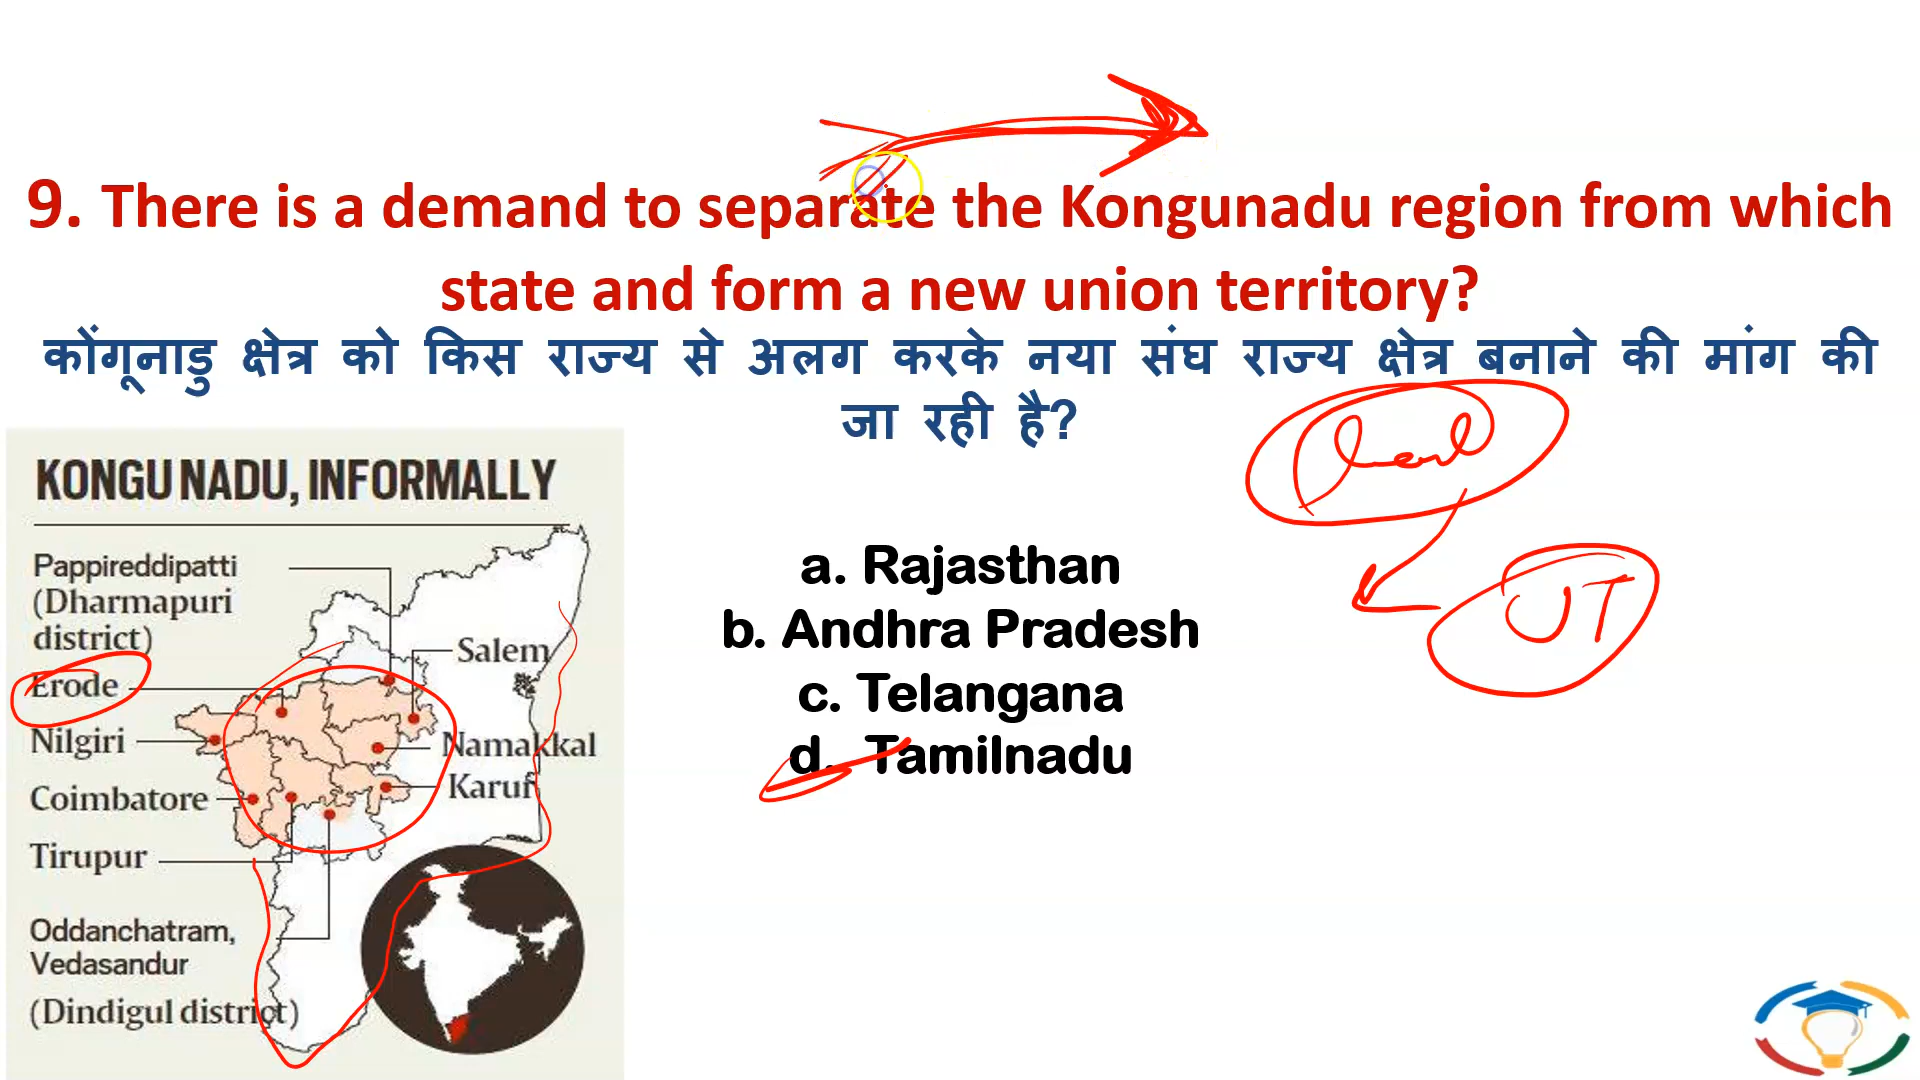 9. There is a demand to separate the Kongunadu region from which
state and form a new union territory?
कोंगूनाडु क्षेत्र को किस राज्य से अलग करके नया संघ राज्य क्षेत्र बनाने की मांग की
जा रही है?
KONGU NADU, INFORMALLY
Pappireddipatti
(Dharmapuri
district)
Salem
Erode
Nilgiri
Namakkal
Karur
Coimbatore
Tirupur
Oddanchatram,
Vedasandur
(Dindigul district)
a. Rajasthan
b. Andhra Pradesh
c. Telangana
d. Tamilnadu
UT